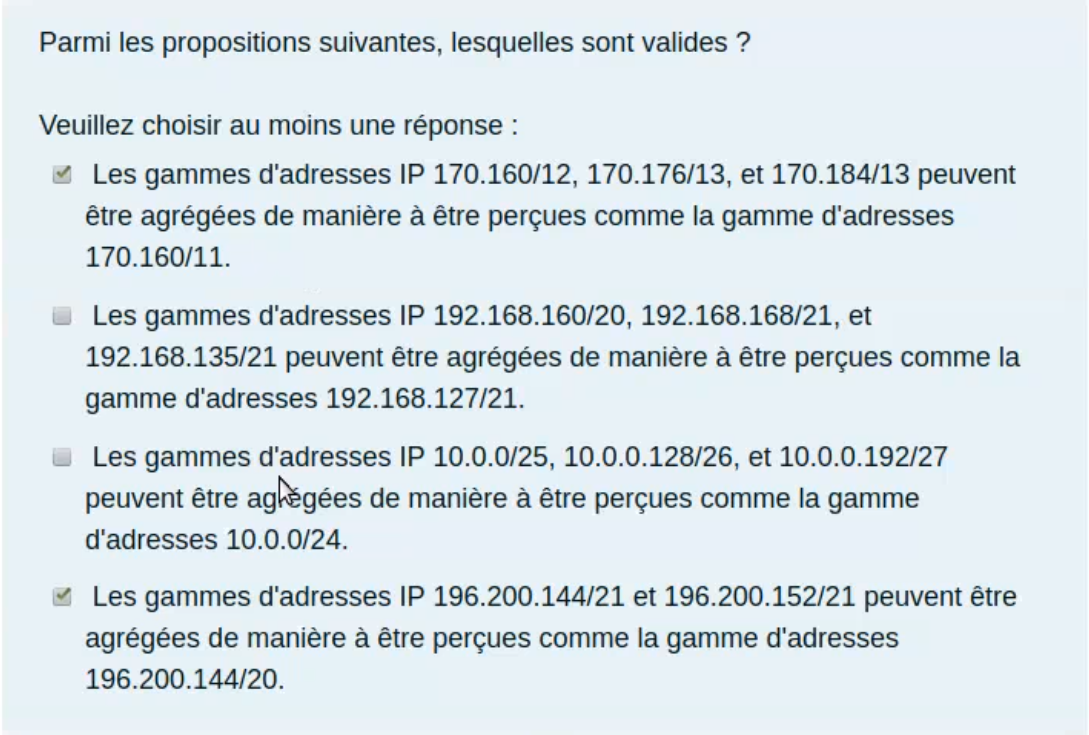 Parmi les propositions suivantes, lesquelles sont valides ?
Veuillez choisir au moins une réponse :
Les gammes d'adresses IP 170.160/12, 170.176/13, et 170.184/13 peuvent
être agrégées de manière à être perçues comme la gamme d'adresses
170.160/11.
Les gammes d'adresses IP 192.168.160/20, 192.168.168/21, et
192.168.135/21 peuvent être agrégées de manière à être perçues comme la
gamme d'adresses 192.168.127/21.
Les gammes d'adresses IP 10.0.0/25, 10.0.0.128/26, et 10.0.0.192/27
peuvent être agrégées de manière à être perçues comme la gamme
d'adresses 10.0.0/24.
Les gammes d'adresses IP 196.200.144/21 et 196.200.152/21 peuvent être
agrégées de manière à être perçues comme la gamme d'adresses
196.200.144/20.